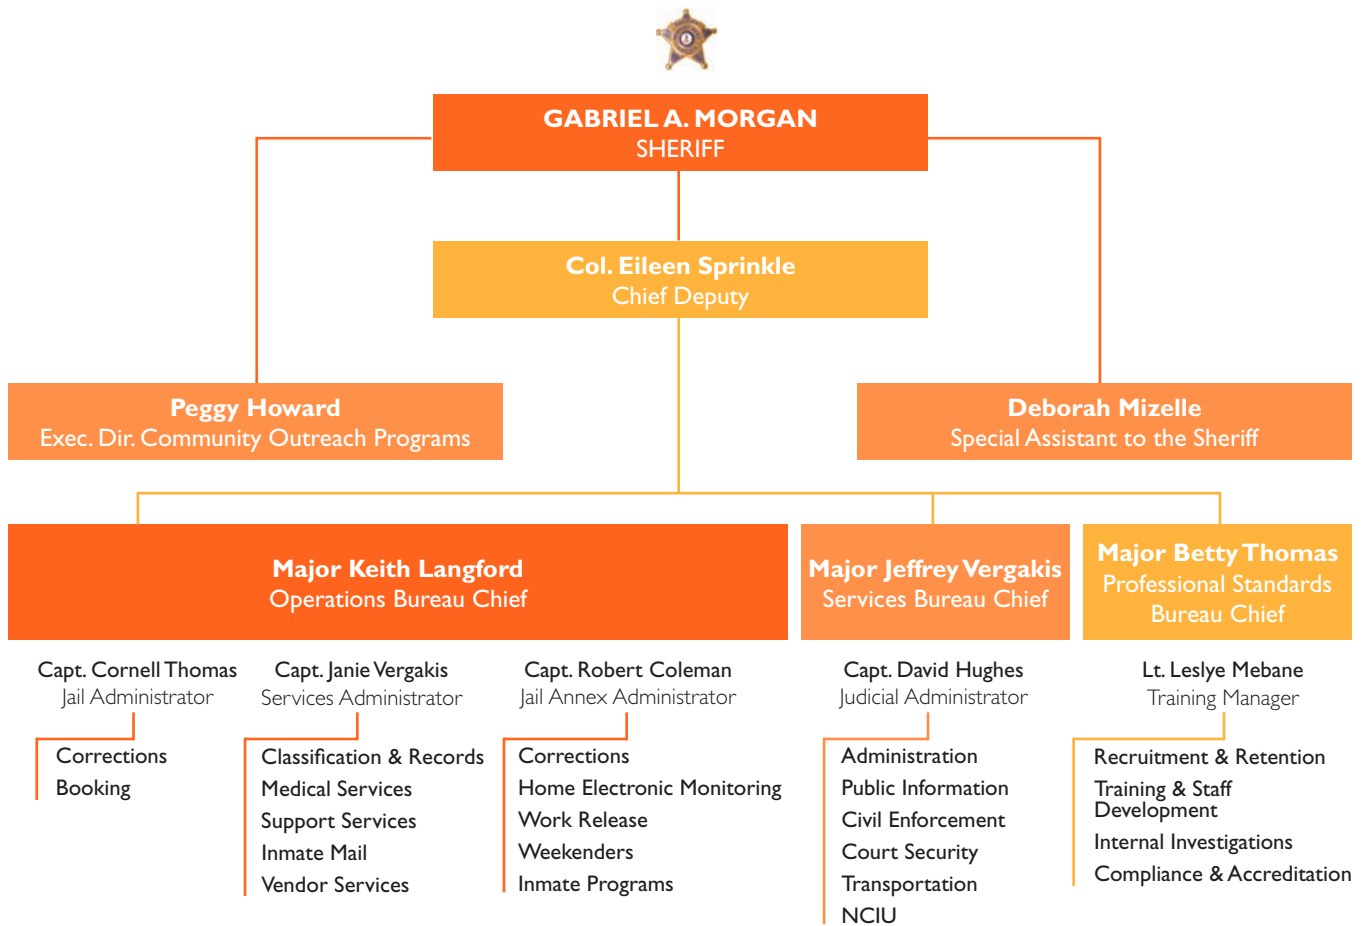 GABRIEL A. MORGAN
SHERIFF
Col. Eileen Sprinkle
Chief Deputy
Peggy Howard
Exec. Dir. Community Outreach Programs
Deborah Mizelle
Special Assistant to the Sheriff
Major Keith Langford
Operations Bureau Chief
Major Jeffrey Vergakis
Services Bureau Chief
Major Betty Thomas
Professional Standards
Bureau Chief
Capt. Cornell Thomas
Jail Administrator
Corrections
Booking
Capt. Janie Vergakis
Services Administrator
Classification & Records
Medical Services
Support Services
Inmate Mail
Vendor Services
Capt. Robert Coleman
Jail Annex Administrator
Corrections
Home Electronic Monitoring
Work Release
Weekenders
Inmate Programs
Capt. David Hughes
Judicial Administrator
Administration
Public Information
Civil Enforcement
Court Security
Transportation
NCIU
Lt. Leslye Mebane
Training Manager
Recruitment & Retention
Training & Staff
Development
Internal Investigations
Compliance & Accreditation